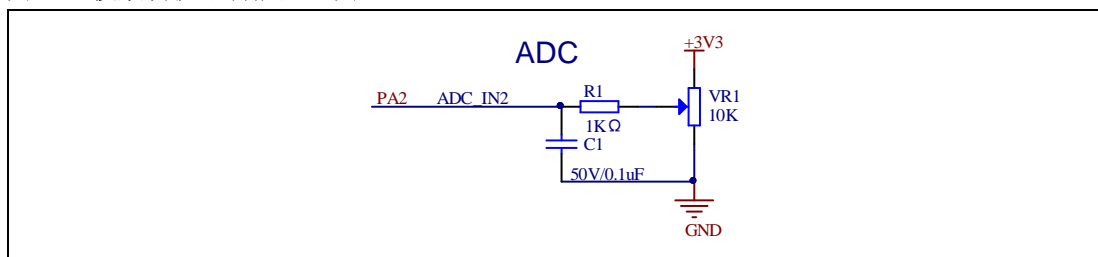 ADC
+3V3
PA2
ADC_IN2
R1
1KΩ
VR1
10K
C1
50V/0.1uF
GND